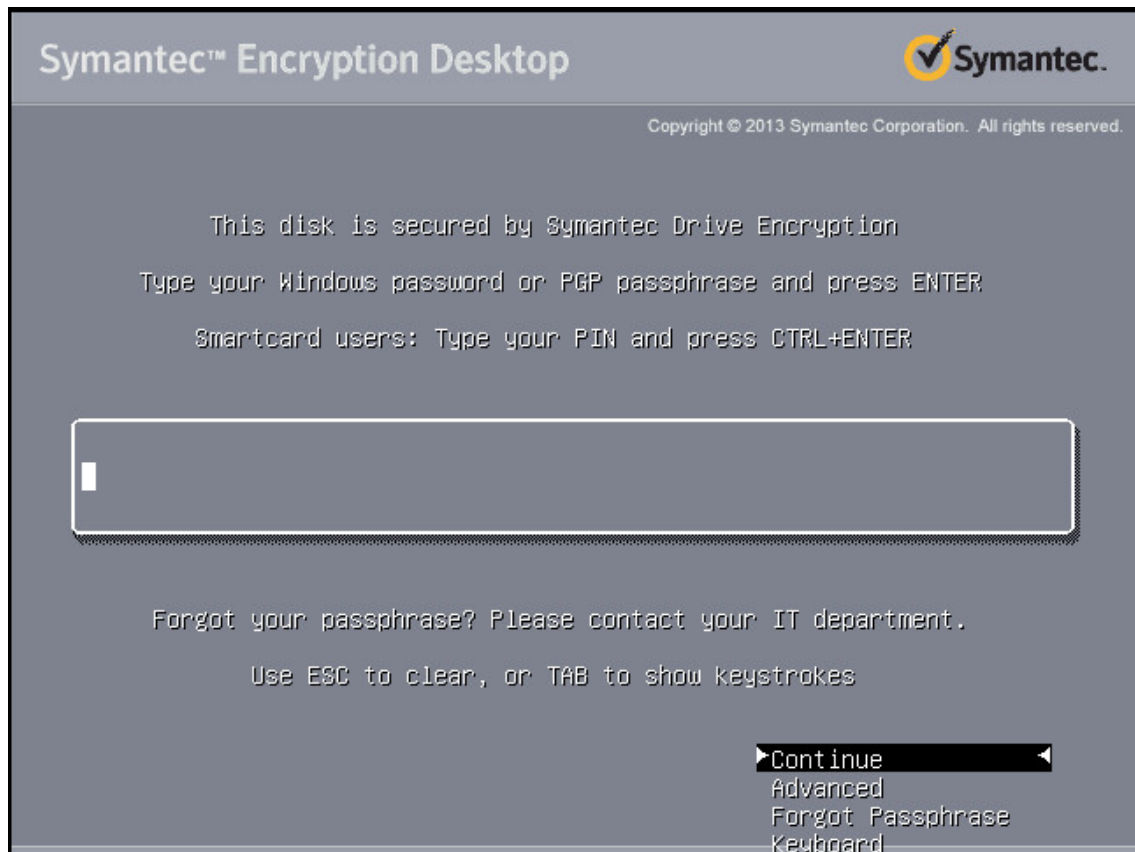 Symantec™ Encryption Desktop
Symantec.
Copyright © 2013 Symantec Corporation. All rights reserved.
This disk is secured by Symantec Drive Encryption
Type your Windows password or PGP passphrase and press ENTER
Smartcard users: Type your PIN and press CTRL+ENTER
Forgot your passphrase? Please contact your IT department.
Use ESC to clear, or TAB to show keystrokes
Continue
Advanced
Forgot Passphrase
Keyboard